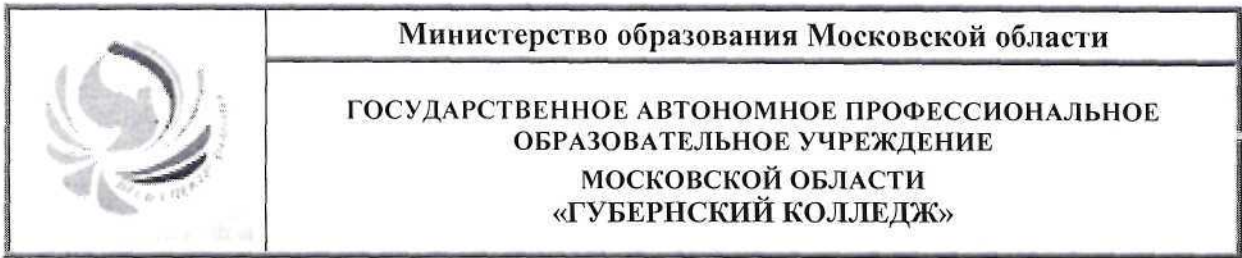 Министерство образования Московской области
ГОСУДАРСТВЕННОЕ АВТОНОМНОЕ ПРОФЕССИОНАЛЬНОЕ
ОБРАЗОВАТЕЛЬНОЕ УЧРЕЖДЕНИЕ
МОСКОВСКОЙ ОБЛАСТИ
«ГУБЕРНСКИЙ КОЛЛЕДЖ»